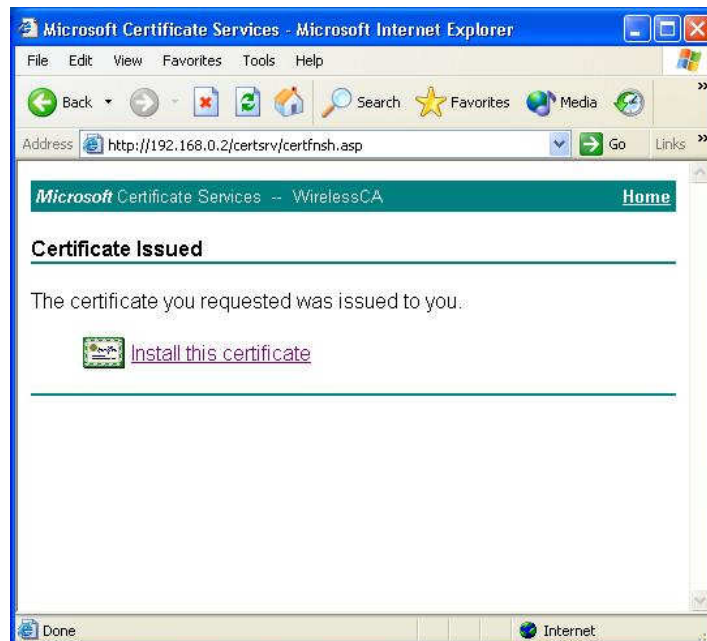 Microsoft Certificate Services - Microsoft Internet Explorer
File Edit View Favorites Tools Help
Back Search Favorites Media »
Address http://192.168.0.2/certsrv/certfnsh.asp Go Links »
Microsoft Certificate Services -- WirelessCA Home
Certificate Issued
The certificate you requested was issued to you.
Install this certificate
Done Internet